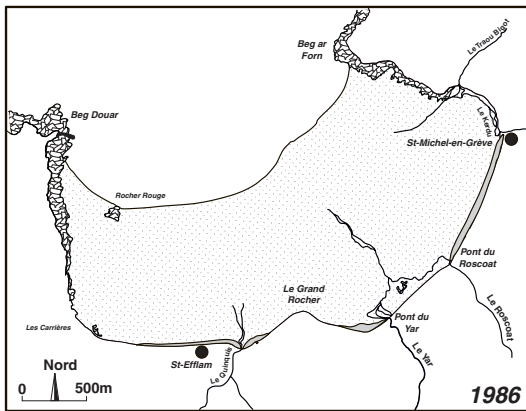 Beg ar
Forn
Le Traou Bigot
Beg Douar
Le Kerdu
St-Michel-en-Grève
Rocher Rouge
Pont du
Roscoat
Le Grand
Rocher
Le Roscoat
Les Carrières
Pont du
Yar
St-Efflam
Le Quinquis
Le Yar
Nord
0 500m
1986